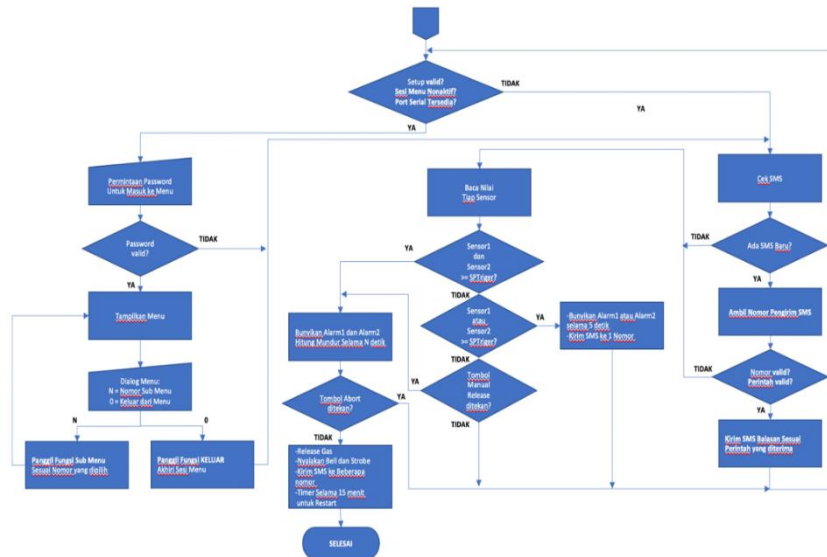 Setup valid?
Sesi Menu Nonaktif?
Port Serial Tersedia?
TIDAK
YA
YA
Permintaan Password
Untuk Masuk ke Menu
Password
valid?
TIDAK
YA
Tampilkan Menu
Dialog Menu:
N = Nomor Sub Menu
0 = Keluar dari Menu
N
0
Panggil Fungsi Sub Menu
Sesuai Nomor yang dipilih
Panggil Fungsi KELUAR
Akhiri Sesi Menu
Baca Nilai
Tiap Sensor
YA
Sensor1
dan
Sensor2
>= SPTriger?
TIDAK
Sensor1
atau
Sensor2
>= SPTriger?
YA
TIDAK
-Bunyikan Alarm1 atau Alarm2
selama 5 detik
-Kirim SMS ke 1 Nomor
Tombol
Manual
Release
ditekan?
TIDAK
Bunyikan Alarm1 dan Alarm2
Hitung Mundur Selama N detik
Tombol Abort
ditekan?
YA
TIDAK
-Release Gas
-Nyalakan Bell dan Strobe
-Kirim SMS ke Beberapa
nomor
-Timer Selama 15 menit
untuk Restart
SELESAI
Cek SMS
TIDAK
Ada SMS Baru?
YA
Ambil Nomor Pengirim SMS
TIDAK
Nomor valid?
Perintah valid?
YA
Kirim SMS Balasan Sesuai
Perintah yang diterima